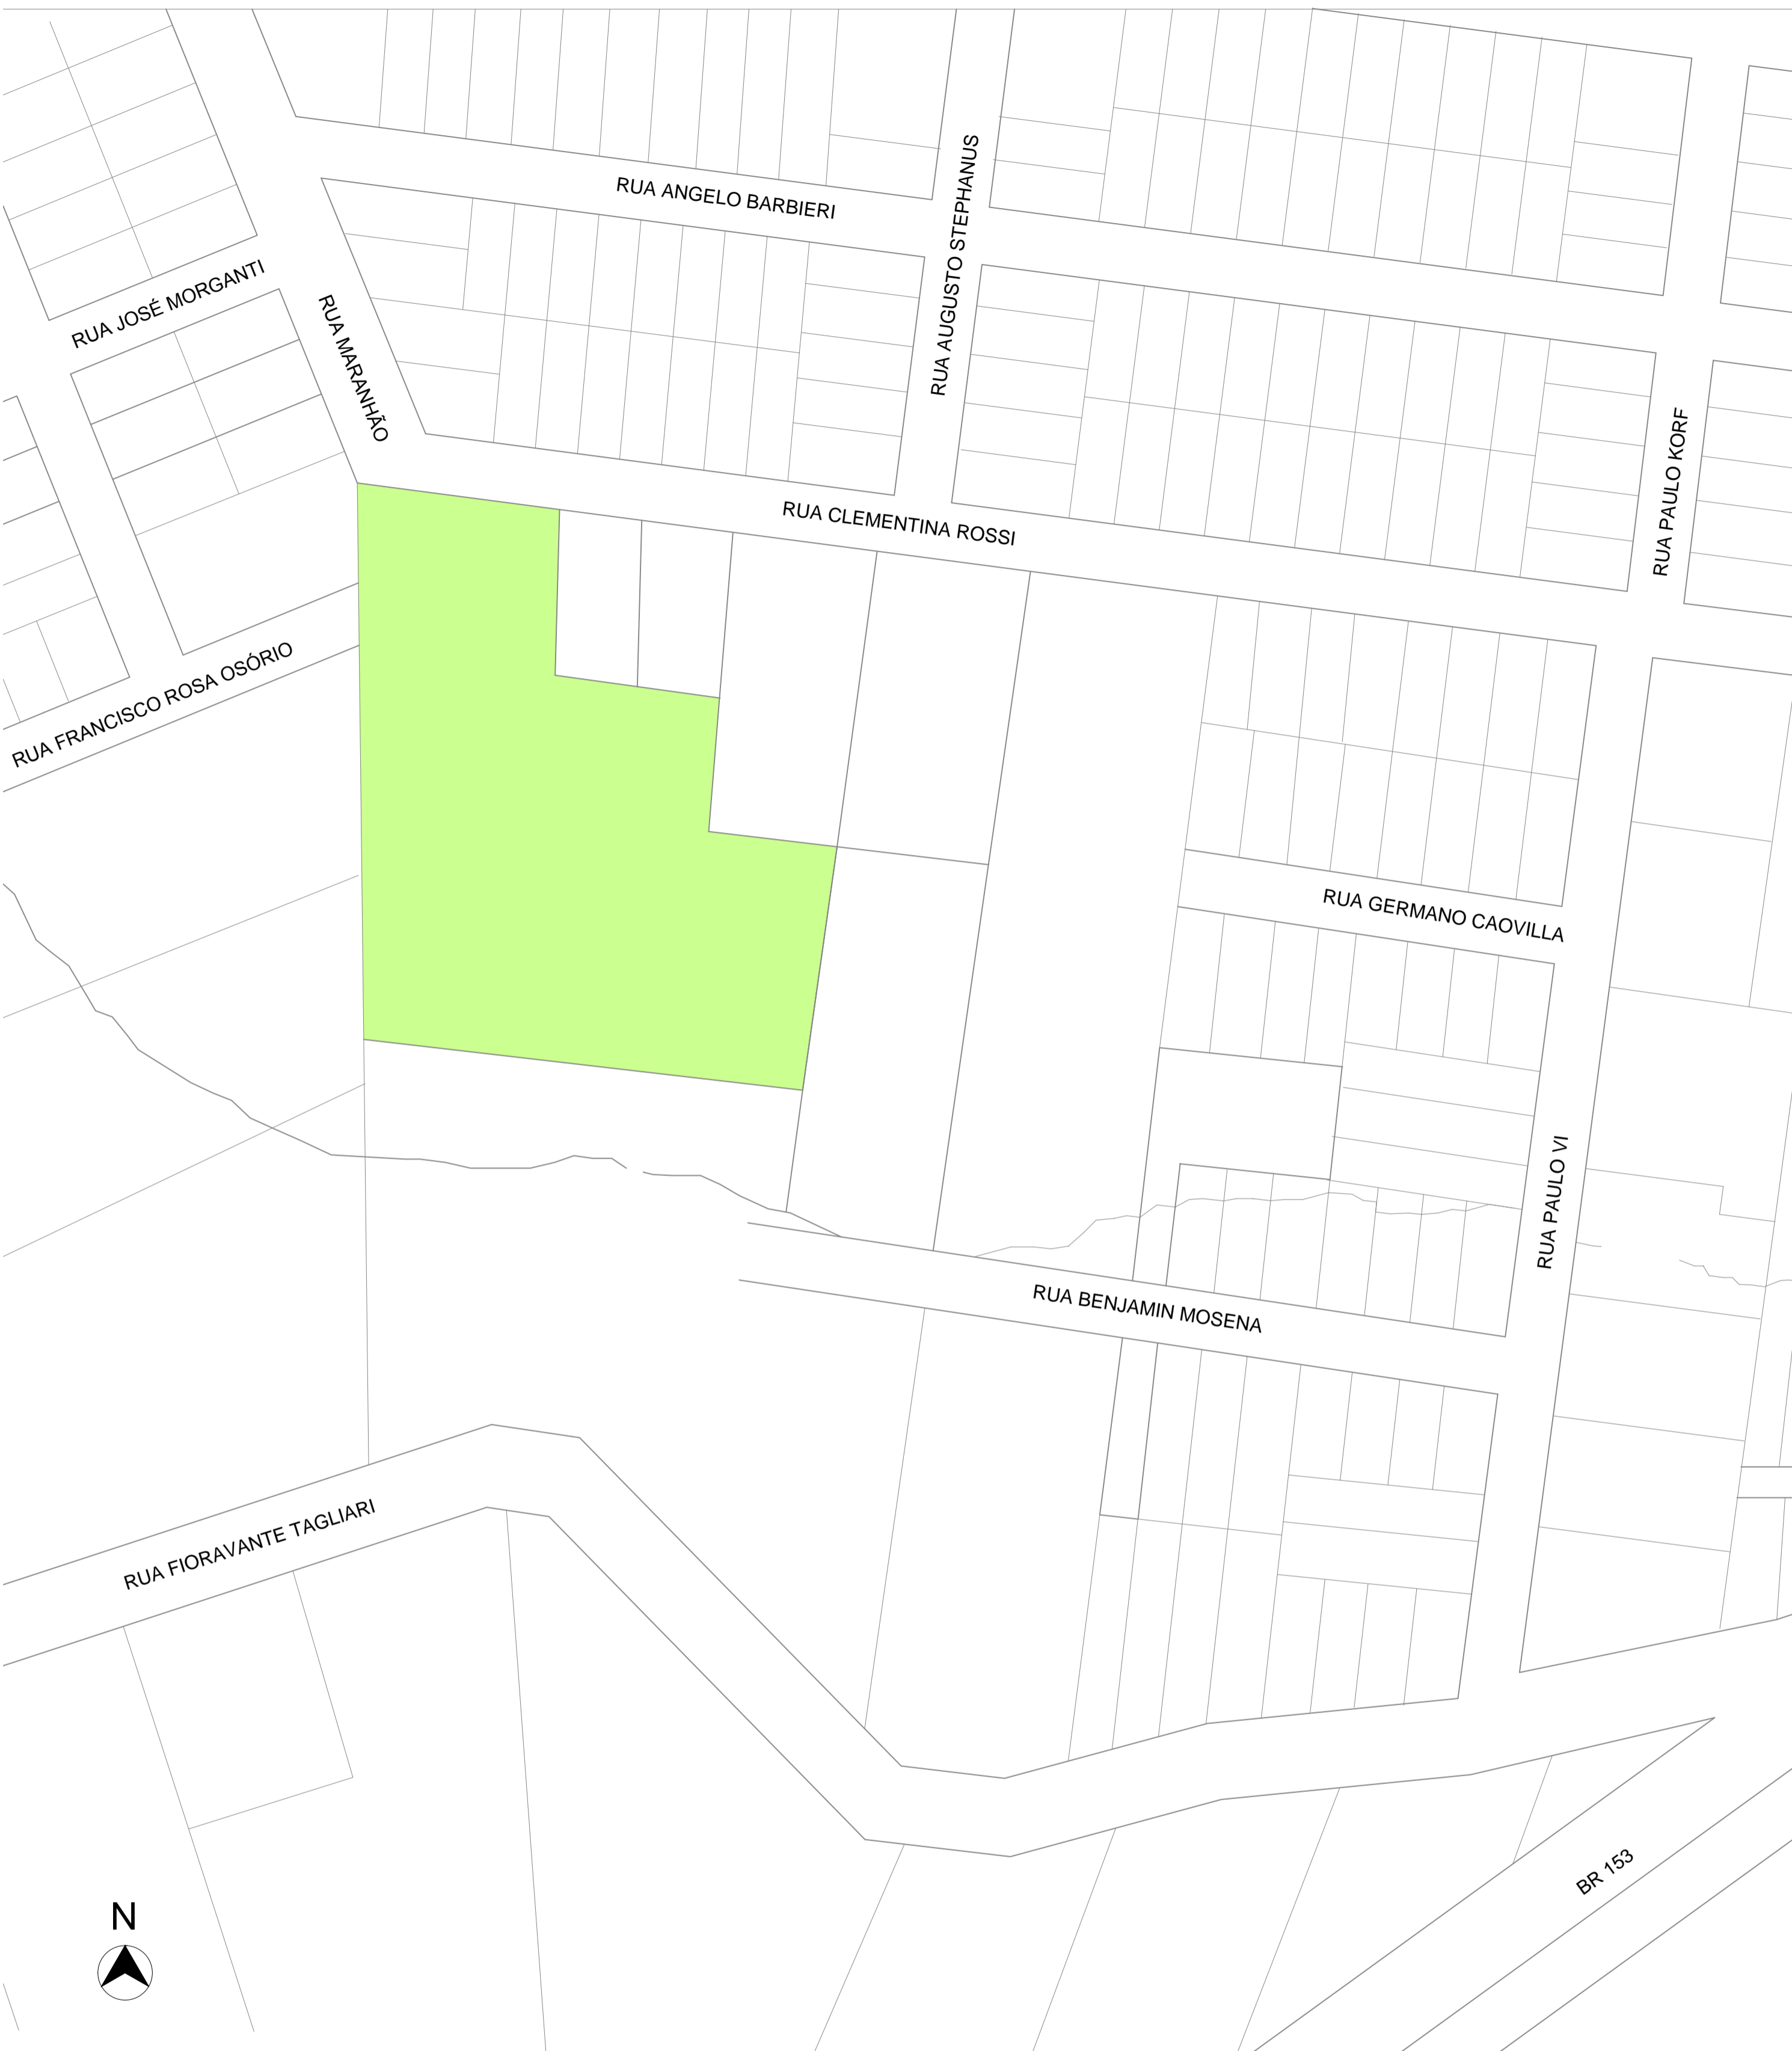 RUA ANGELO BARBIERI
RUA AUGUSTO STEPHANUS
RUA JOSÉ MORGANTI
RUA MARANHÃO
RUA PAULO KORF
RUA CLEMENTINA ROSSI
RUA FRANCISCO ROSA OSÓRIO
RUA GERMANO CAOVILLA
RUA PAULO VI
RUA BENJAMIN MOSENA
RUA FIORAVANTE TAGLIARI
BR 153
N